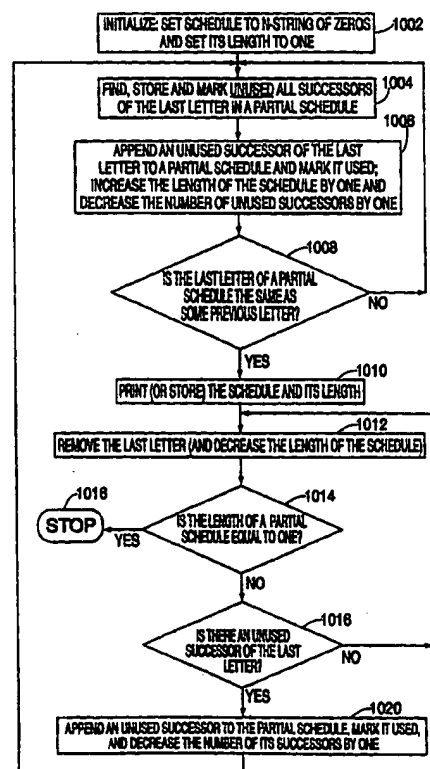 INITIALIZE: SET SCHEDULE TO N-STRING OF ZEROS
AND SET ITS LENGTH TO ONE
1002
FIND, STORE AND MARK UNUSED ALL SUCCESSORS
OF THE LAST LETTER IN A PARTIAL SCHEDULE
1004
1006
APPEND AN UNUSED SUCCESSOR OF THE LAST
LETTER TO A PARTIAL SCHEDULE AND MARK IT USED;
INCREASE THE LENGTH OF THE SCHEDULE BY ONE AND
DECREASE THE NUMBER OF UNUSED SUCCESSORS BY ONE
1008
IS THE LAST LETTER OF A PARTIAL
SCHEDULE THE SAME AS
SOME PREVIOUS LETTER?
NO
YES
1010
PRINT (OR STORE) THE SCHEDULE AND ITS LENGTH
1012
REMOVE THE LAST LETTER (AND DECREASE THE LENGTH OF THE SCHEDULE)
1014
1018
STOP
IS THE LENGTH OF A PARTIAL
SCHEDULE EQUAL TO ONE?
YES
NO
1016
IS THERE AN UNUSED
SUCCESSOR OF THE LAST
LETTER?
NO
YES
1020
APPEND AN UNUSED SUCCESSOR TO THE PARTIAL SCHEDULE, MARK IT USED,
AND DECREASE THE NUMBER OF ITS SUCCESSORS BY ONE